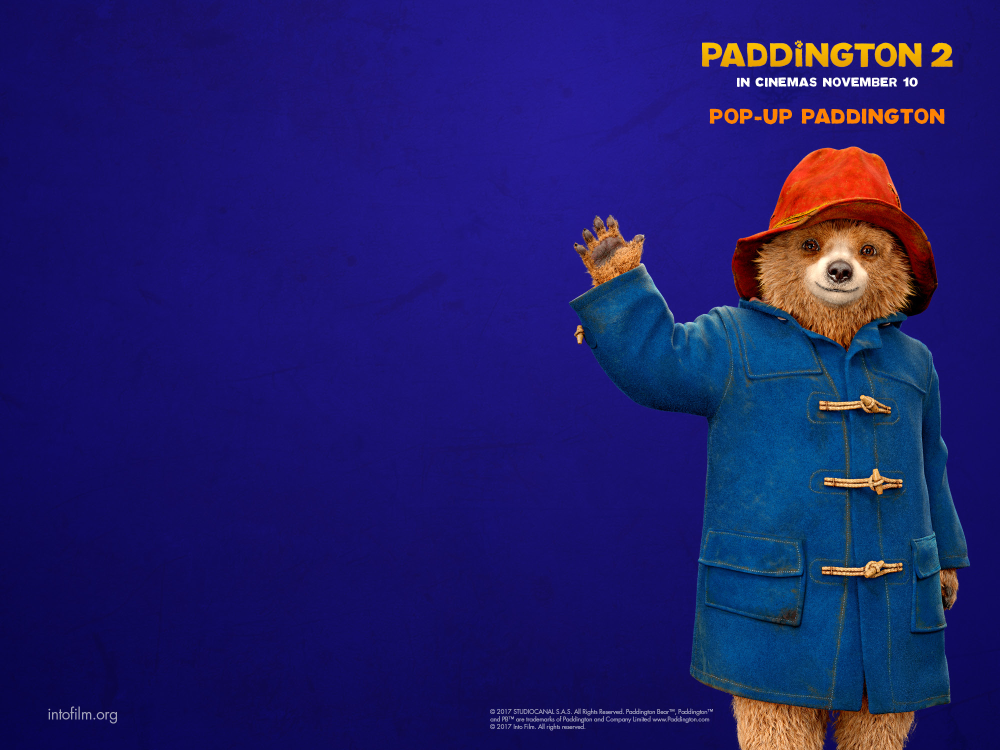 PADDINGTON 2
IN CINEMAS NOVEMBER 10
POP-UP PADDINGTON
intofilm.org
© 2017 STUDIOCANAL S.A.S. All Rights Reserved. Paddington Bear™, Paddington™
and PB™ are trademarks of Paddington and Company Limited www.Paddington.com
© 2017 Into Film. All rights reserved.